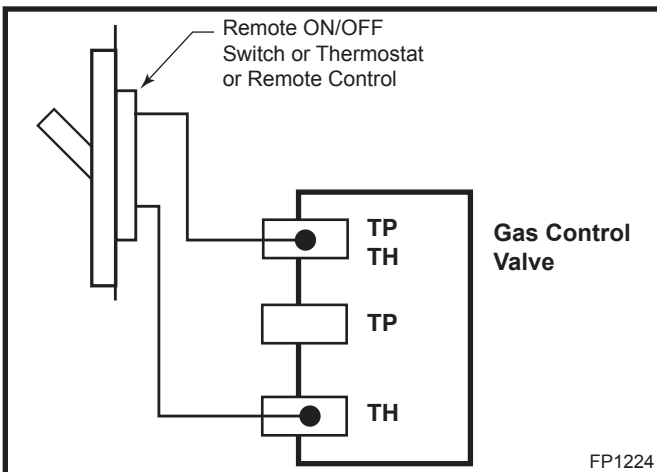 Remote ON/OFF
Switch or Thermostat
or Remote Control
TP
TH
Gas Control
Valve
TP
TH
FP1224